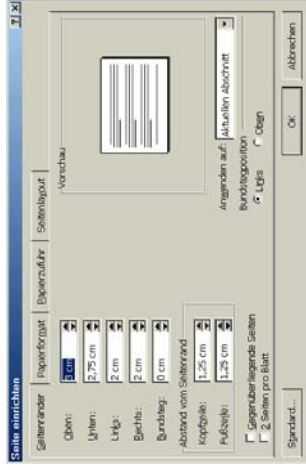 Seite einrichten
Seitenränder Papierformat Papierzufuhr Seitenlayout
Oben: 3 cm
Unten: 2,75 cm
Links: 2 cm
Rechts: 2 cm
Bundsteg: 0 cm
Abstand vom Seitenrand
Kopfzeile: 1,25 cm
Fußzeile: 1,25 cm
Gegenüberliegende Seiten
2 Seiten pro Blatt
Vorschau
Anwenden auf: Aktuellen Abschnitt
Bundstegposition
Links Oben
Standard... OK Abbrechen